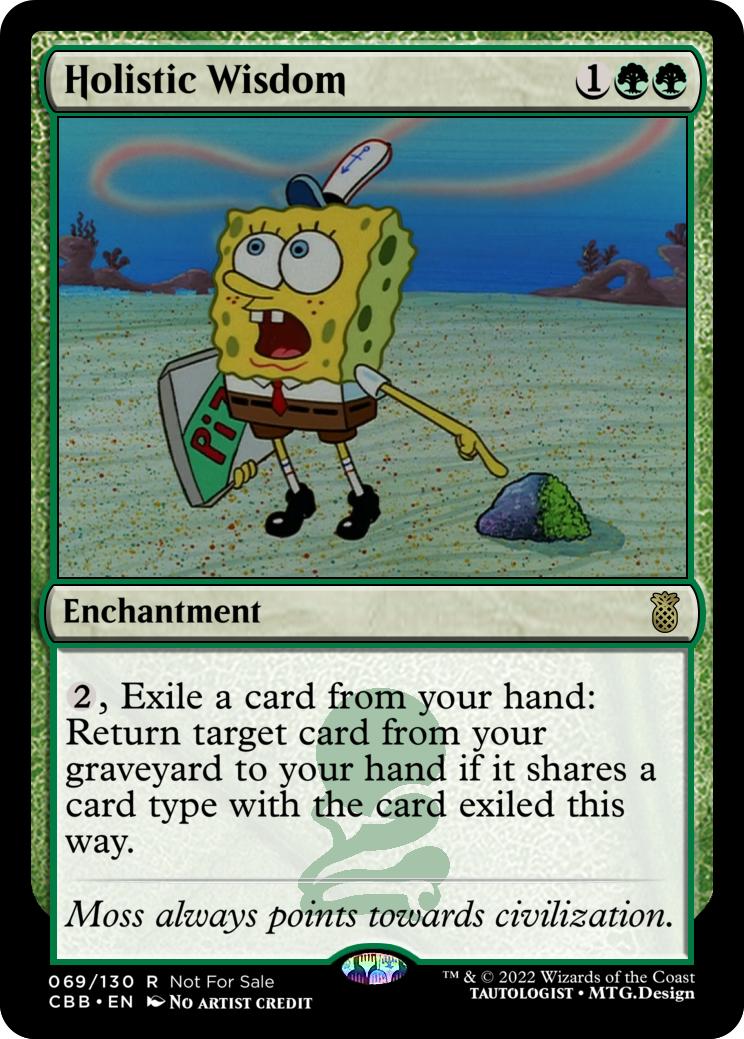 Holistic Wisdom 1
Pi
Enchantment
2, Exile a card from your hand:
Return target card from your
graveyard to your hand if it shares a
card type with the card exiled this
way.
Moss always points towards civilization.
069/130 R Not For Sale
CBB • EN No artist credit
™ & © 2022 Wizards of the Coast
TAUTOLOGIST • MTG.Design